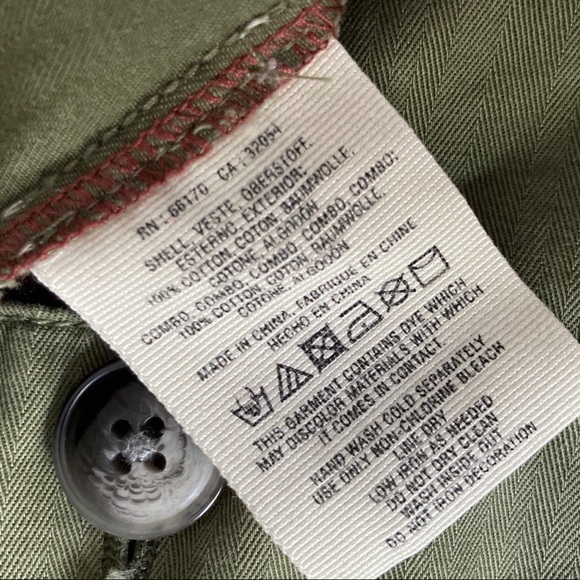 RN : 66170 CA : 32054
SHELL, VESTE, OBERSTOFF,
ESTERNO, EXTERIOR:
100% COTTON, COTON, BAUMWOLLE,
COTONE, ALGODÓN
COMBO, COMBO, COMBO, COMBO, COMBO:
100% COTTON, COTON, BAUMWOLLE,
COTONE, ALGODÓN
MADE IN CHINA, FABRIQUE EN CHINE
HECHO EN CHINA
THIS GARMENT CONTAINS DYE WHICH
MAY DISCOLOR MATERIALS WITH WHICH
IT COMES IN CONTACT.
HAND WASH COLD SEPARATELY
USE ONLY NON-CHLORINE BLEACH
LINE DRY
LOW IRON AS NEEDED
DO NOT DRY CLEAN
WASH INSIDE OUT
DO NOT IRON DECORATION